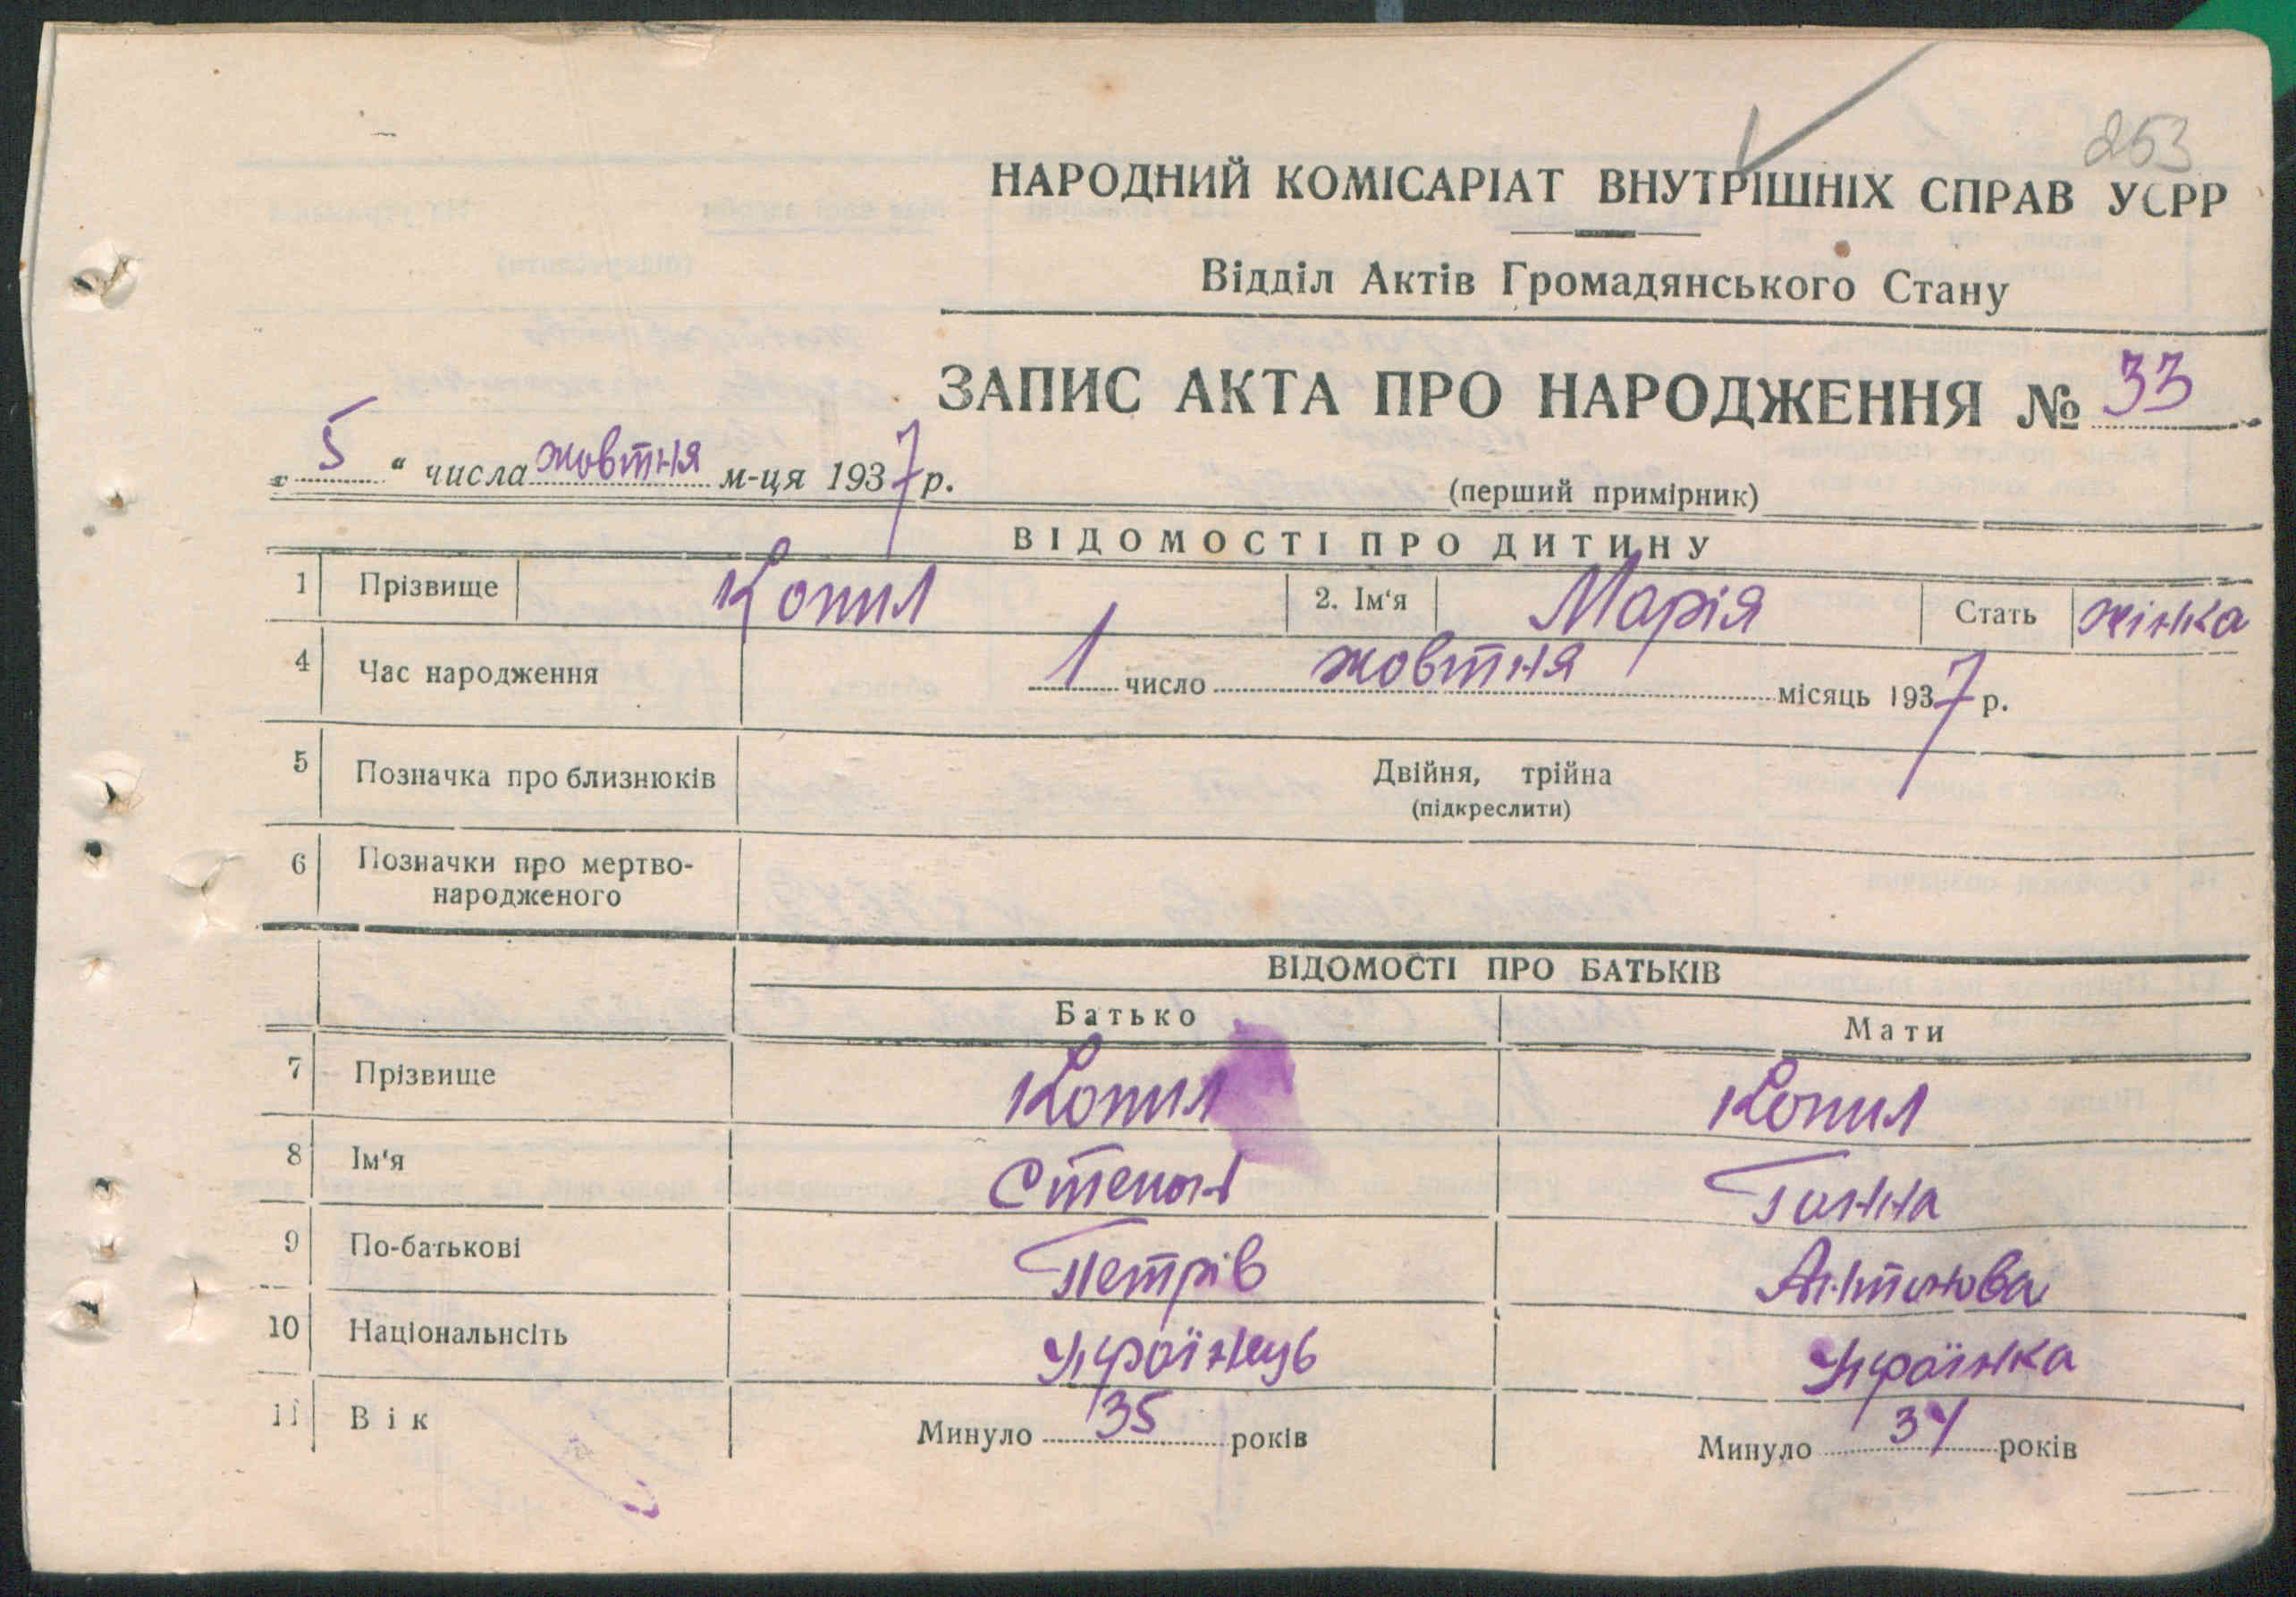 253
НАРОДНИЙ КОМІСАРІАТ ВНУТРІШНІХ СПРАВ УСРР
Відділ Актів Громадянського Стану
ЗАПИС АКТА ПРО НАРОДЖЕННЯ № 33
„ 5 “ числа жовтня м-ця 1937 р.
(перший примірник)
ВІДОМОСТІ ПРО ДИТИНУ
1 Прізвище Копил 2. Ім'я Марія Стать жінка
4 Час народження 1 число жовтня місяць 1937 р.
5 Позначка про близнюків Двійня, трійна
(підкреслити)
6 Позначки про мертво-
народженого
ВІДОМОСТІ ПРО БАТЬКІВ
Батько Мати
7 Прізвище Копил Копил
8 Ім'я Степан Ганна
9 По-батькові Петрів Антонова
10 Національнсіть Українець Українка
11 Вік Минуло 35 років Минуло 34 років